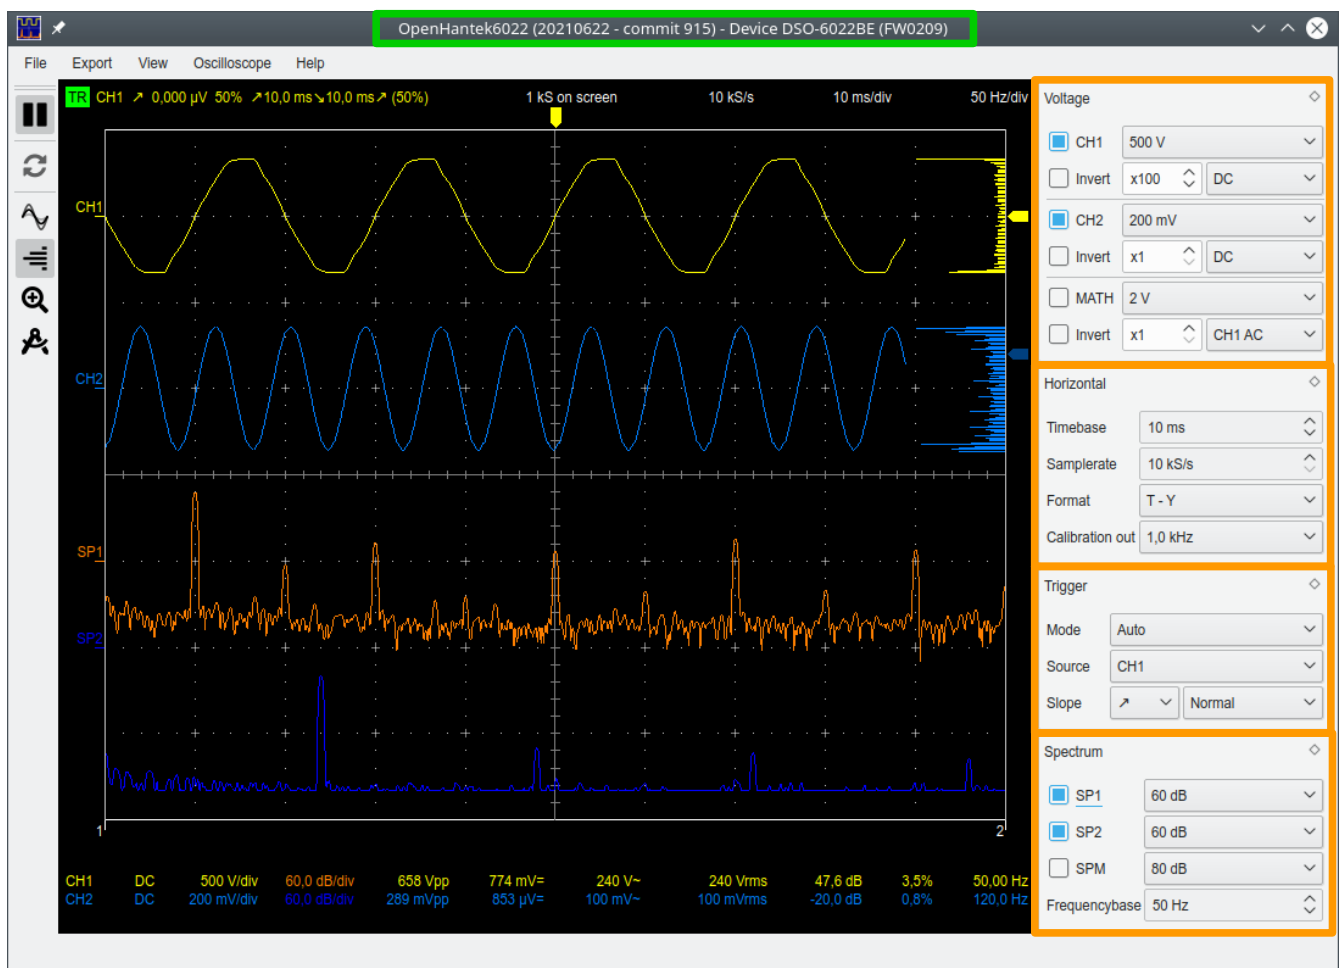 OpenHantek6022 (20210622 - commit 915) - Device DSO-6022BE (FW0209)
File Export View Oscilloscope Help
TR CH1 ↗ 0,000 µV 50% ↗10,0 ms↘10,0 ms↗ (50%) 1 kS on screen 10 kS/s 10 ms/div 50 Hz/div
CH1
CH2
SP1
SP2
1 2
CH1 DC 500 V/div 60,0 dB/div 658 Vpp 774 mV= 240 V~ 240 Vrms 47,6 dB 3,5% 50,00 Hz
CH2 DC 200 mV/div 60,0 dB/div 289 mVpp 853 µV= 100 mV~ 100 mVrms -20,0 dB 0,8% 120,0 Hz
Voltage
CH1 500 V
Invert x100 DC
CH2 200 mV
Invert x1 DC
MATH 2 V
Invert x1 CH1 AC
Horizontal
Timebase 10 ms
Samplerate 10 kS/s
Format T - Y
Calibration out 1,0 kHz
Trigger
Mode Auto
Source CH1
Slope ↗ Normal
Spectrum
SP1 60 dB
SP2 60 dB
SPM 80 dB
Frequencybase 50 Hz